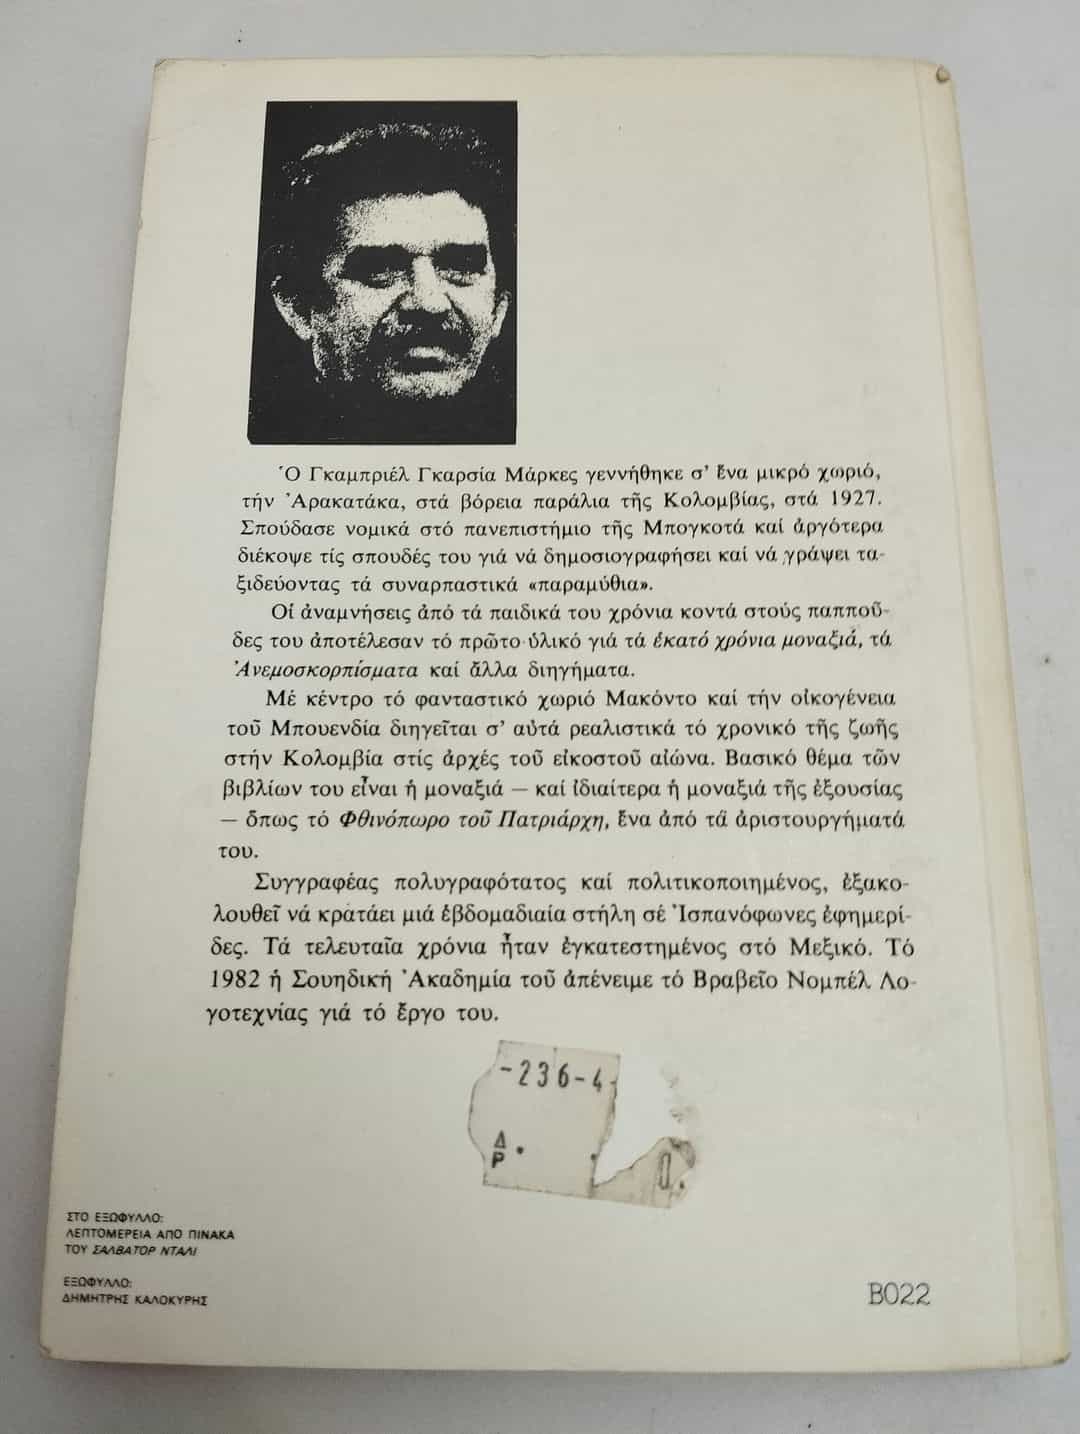 Ὁ Γκαμπριέλ Γκαρσία Μάρκες γεννήθηκε σ' ἕνα μικρό χωριό,
τήν Ἀρακατάκα, στά βόρεια παράλια τῆς Κολομβίας, στά 1927.
Σπούδασε νομικά στό πανεπιστήμιο τῆς Μπογκοτά καί ἀργότερα
διέκοψε τίς σπουδές του γιά νά δημοσιογραφήσει καί νά γράψει τα-
ξιδεύοντας τά συναρπαστικά «παραμύθια».
Οἱ ἀναμνήσεις ἀπό τά παιδικά του χρόνια κοντά στούς παπποῦ-
δες του ἀποτέλεσαν τό πρῶτο ὑλικό γιά τά ἑκατό χρόνια μοναξιά, τά
Ἀνεμοσκορπίσματα καί ἄλλα διηγήματα.
Μέ κέντρο τό φανταστικό χωριό Μακόντο καί τήν οἰκογένεια
τοῦ Μπουενδία διηγεῖται σ' αὐτά ρεαλιστικά τό χρονικό τῆς ζωῆς
στήν Κολομβία στίς ἀρχές τοῦ εἰκοστοῦ αἰώνα. Βασικό θέμα τῶν
βιβλίων του εἶναι ἡ μοναξιά — καί ἰδιαίτερα ἡ μοναξιά τῆς ἐξουσίας
— ὅπως τό Φθινόπωρο τοῦ Πατριάρχη, ἕνα ἀπό τά ἀριστουργήματά
του.
Συγγραφέας πολυγραφότατος καί πολιτικοποιημένος, ἐξακο-
λουθεῖ νά κρατάει μιά ἑβδομαδιαία στήλη σέ Ἱσπανόφωνες ἐφημερί-
δες. Τά τελευταῖα χρόνια ἦταν ἐγκατεστημένος στό Μεξικό. Τό
1982 ἡ Σουηδική Ἀκαδημία τοῦ ἀπένειμε τό Βραβεῖο Νομπέλ Λο-
γοτεχνίας γιά τό ἔργο του.
-236-4
ΔΡ.
0.
ΣΤΟ ΕΞΩΦΥΛΛΟ:
ΛΕΠΤΟΜΕΡΕΙΑ ΑΠΟ ΠΙΝΑΚΑ
ΤΟΥ ΣΑΛΒΑΤΟΡ ΝΤΑΛΙ
ΕΞΩΦΥΛΛΟ:
ΔΗΜΗΤΡΗΣ ΚΑΛΟΚΥΡΗΣ
B022